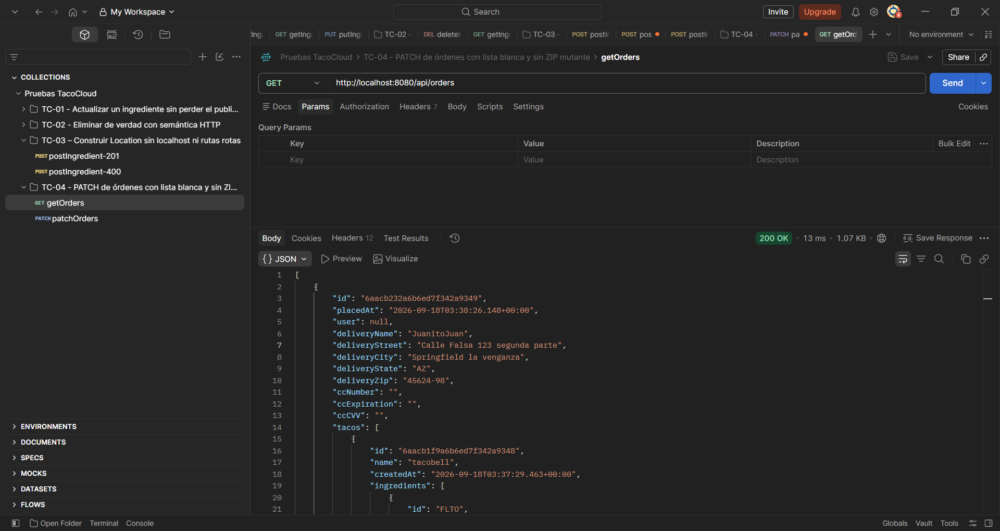 My Workspace
Search
Invite
Upgrade
GET getIng
PUT putIng
TC-02 -
DEL deletel
GET getIng
TC-03 -
POST postIr
POST pos
POST postIr
TC-04 -
PATCH pa
GET getOrd
No environment
Pruebas TacoCloud > TC-04 - PATCH de órdenes con lista blanca y sin ZIP mutante > getOrders
Save
Share
COLLECTIONS
Pruebas TacoCloud
TC-01 - Actualizar un ingrediente sin perder el publi...
TC-02 - Eliminar de verdad con semántica HTTP
TC-03 – Construir Location sin localhost ni rutas rotas
POST postIngredient-201
POST postIngredient-400
TC-04 - PATCH de órdenes con lista blanca y sin ZI...
GET getOrders
PATCH patchOrders
ENVIRONMENTS
DOCUMENTS
SPECS
MOCKS
DATASETS
FLOWS
GET
http://localhost:8080/api/orders
Send
Docs
Params
Authorization
Headers 7
Body
Scripts
Settings
Cookies
Query Params
Key
Value
Description
Bulk Edit
Key
Value
Description
Body
Cookies
Headers 12
Test Results
200 OK
13 ms
1.07 KB
e.g. Save Response
{} JSON
Preview
Visualize
1 [
2 {
3 "id": "6aacb232a6b6ed7f342a9349",
4 "placedAt": "2026-09-18T03:38:26.148+00:00",
5 "user": null,
6 "deliveryName": "JuanitoJuan",
7 "deliveryStreet": "Calle Falsa 123 segunda parte",
8 "deliveryCity": "Springfield la venganza",
9 "deliveryState": "AZ",
10 "deliveryZip": "45624-98",
11 "ccNumber": "",
12 "ccExpiration": "",
13 "ccCVV": "",
14 "tacos": [
15 {
16 "id": "6aacb1f9a6b6ed7f342a9348",
17 "name": "tacobell",
18 "createdAt": "2026-09-18T03:37:29.463+00:00",
19 "ingredients": [
20 {
21 "id": "FLTO",
Open Folder
Terminal
Console
Globals
Vault
Tools